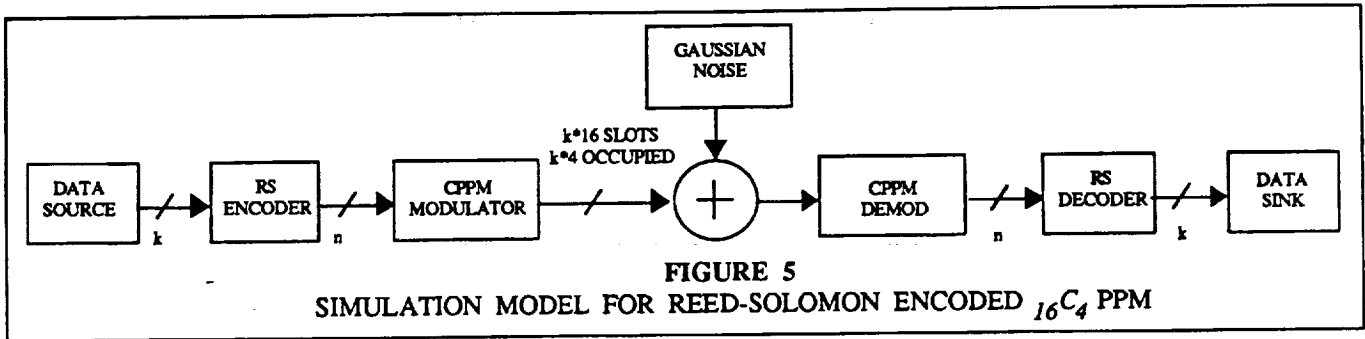 GAUSSIAN
NOISE
k*16 SLOTS
k*4 OCCUPIED
DATA
SOURCE
k
RS
ENCODER
n
CPPM
MODULATOR
+
CPPM
DEMOD
n
RS
DECODER
k
DATA
SINK
FIGURE 5
SIMULATION MODEL FOR REED-SOLOMON ENCODED 16C4 PPM